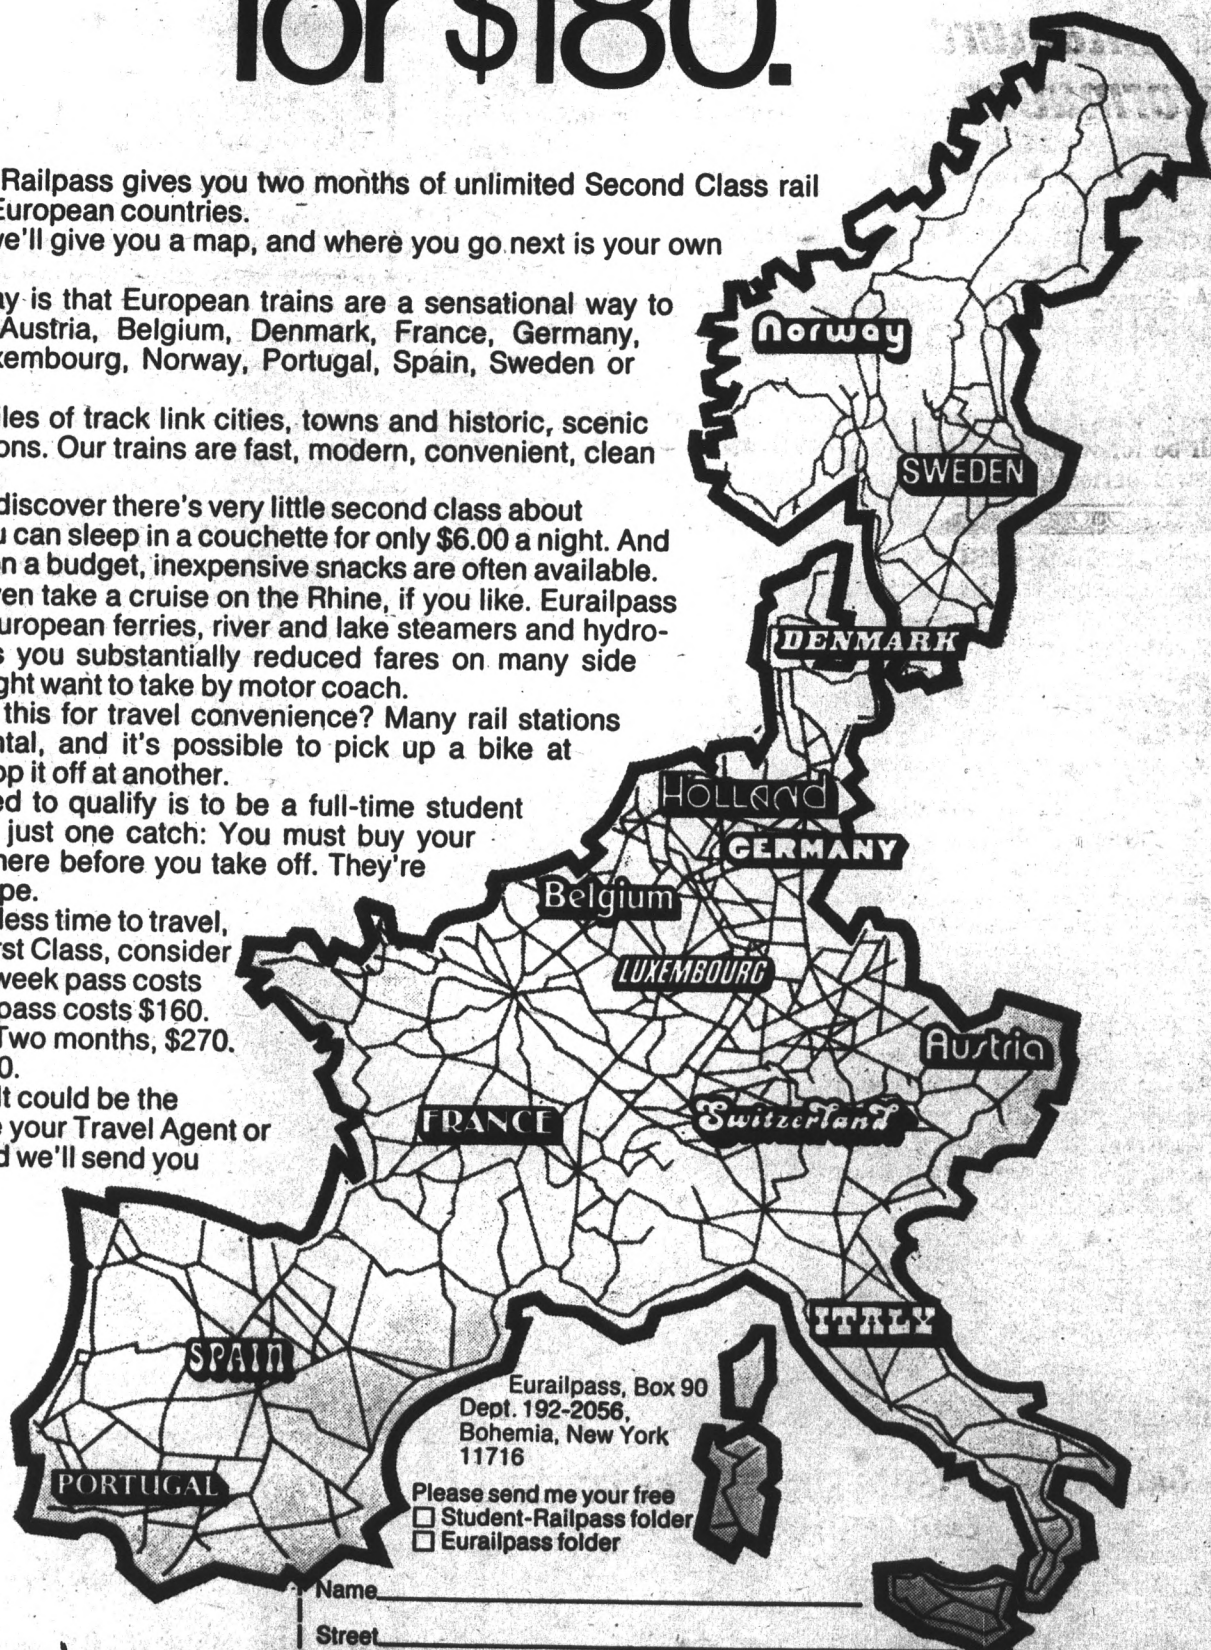 for $180.
Railpass gives you two months of unlimited Second Class rail
European countries.
we'll give you a map, and where you go next is your own
ay is that European trains are a sensational way to
Austria, Belgium, Denmark, France, Germany,
xembourg, Norway, Portugal, Spain, Sweden or
iles of track link cities, towns and historic, scenic
ons. Our trains are fast, modern, convenient, clean
discover there's very little second class about
u can sleep in a couchette for only $6.00 a night. And
n a budget, inexpensive snacks are often available.
en take a cruise on the Rhine, if you like. Eurailpass
uropean ferries, river and lake steamers and hydro-
s you substantially reduced fares on many side
ght want to take by motor coach.
this for travel convenience? Many rail stations
ntal, and it's possible to pick up a bike at
op it off at another.
ed to qualify is to be a full-time student
just one catch: You must buy your
here before you take off. They're
pe.
less time to travel,
rst Class, consider
week pass costs
pass costs $160.
Two months, $270.
0.
It could be the
e your Travel Agent or
d we'll send you
Norway
SWEDEN
DENMARK
HOLLAND
GERMANY
Belgium
LUXEMBOURG
Austria
FRANCE
Switzerland
ITALY
SPAIN
PORTUGAL
Eurailpass, Box 90
Dept. 192-2056,
Bohemia, New York
11716
Please send me your free
☐ Student-Railpass folder
☐ Eurailpass folder
Name
Street